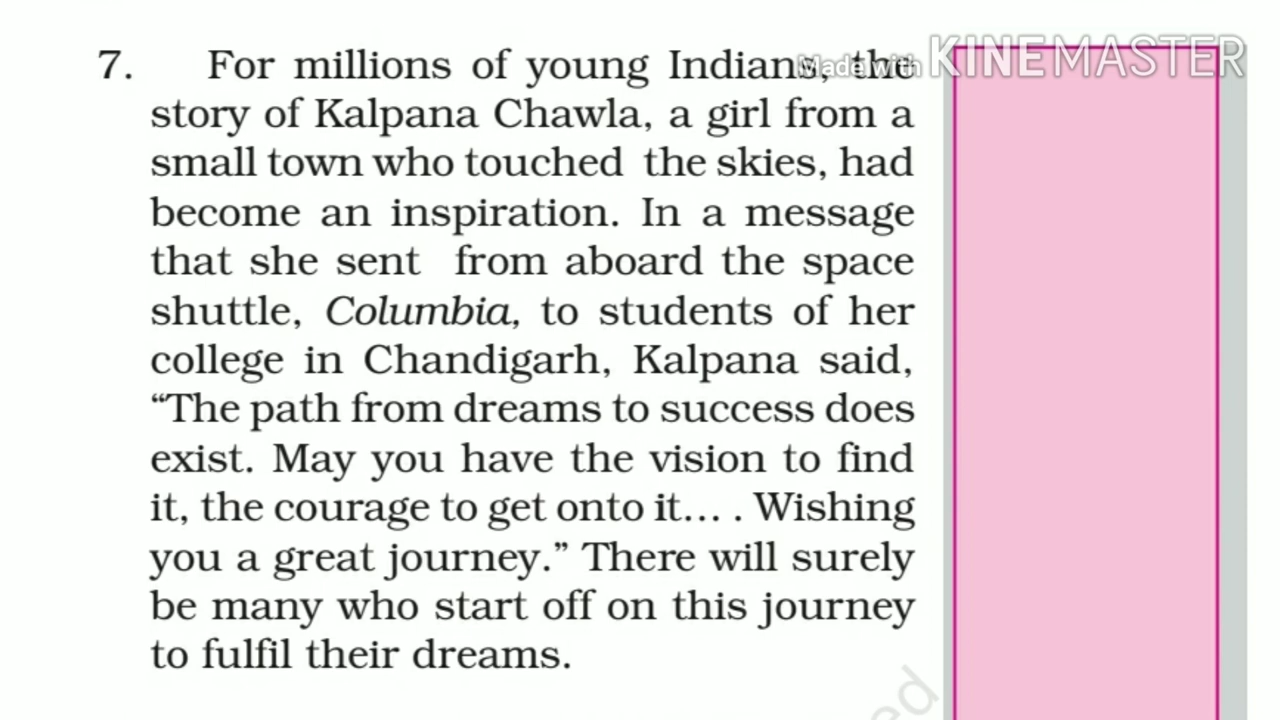 Made with KINEMASTER
7. For millions of young Indians, the
story of Kalpana Chawla, a girl from a
small town who touched the skies, had
become an inspiration. In a message
that she sent from aboard the space
shuttle, Columbia, to students of her
college in Chandigarh, Kalpana said,
“The path from dreams to success does
exist. May you have the vision to find
it, the courage to get onto it... . Wishing
you a great journey.” There will surely
be many who start off on this journey
to fulfil their dreams.